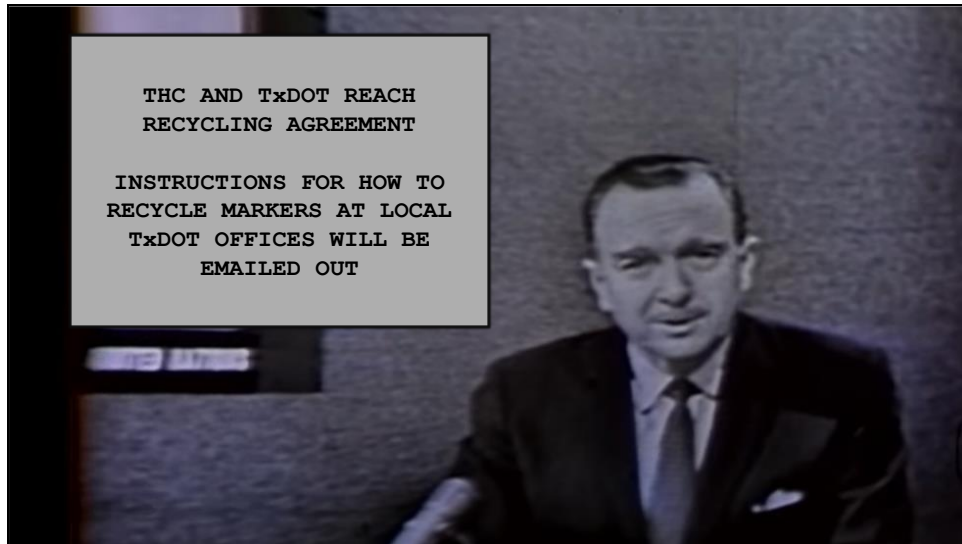 THC AND TxDOT REACH
RECYCLING AGREEMENT
INSTRUCTIONS FOR HOW TO
RECYCLE MARKERS AT LOCAL
TxDOT OFFICES WILL BE
EMAILED OUT